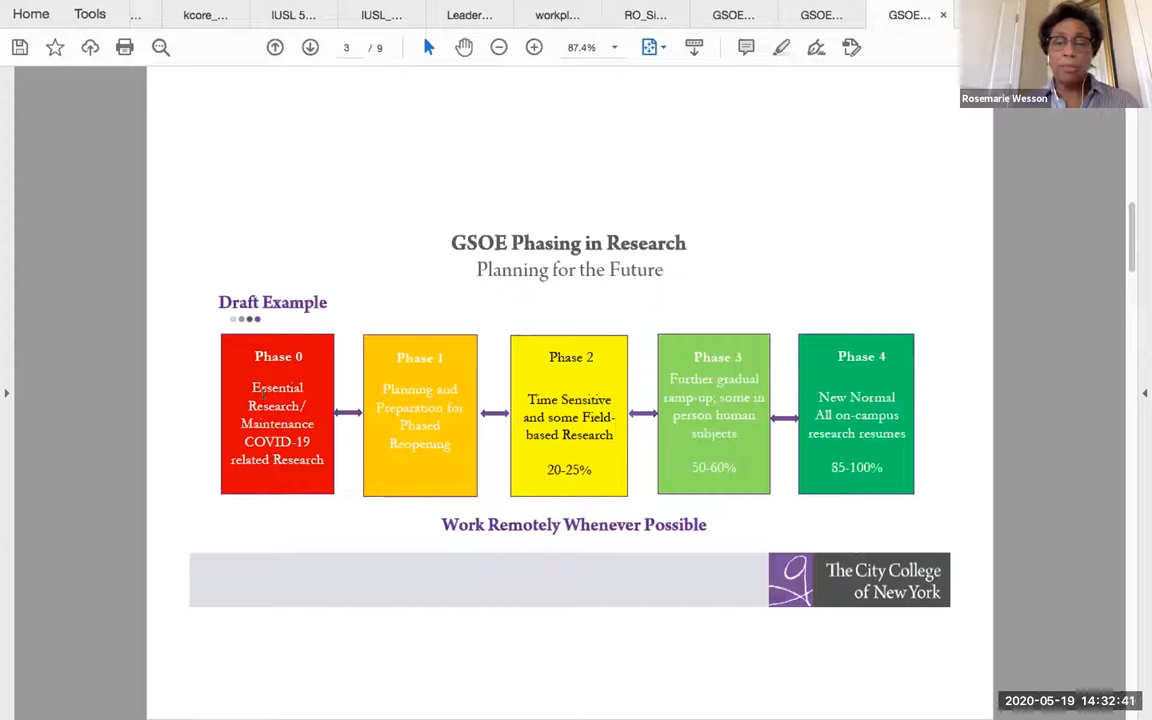 Home
Tools
...
kcore_...
IUSL 5...
IUSL_...
Leader...
workpl...
RO_Si...
GSOE...
GSOE...
GSOE...
×
3 / 9
87.4%
Rosemarie Wesson
GSOE Phasing in Research
Planning for the Future
Draft Example
Phase 0
Essential
Research/
Maintenance
COVID-19
related Research
Phase 1
Planning and
Preparation for
Phased
Reopening
Phase 2
Time Sensitive
and some Field-
based Research
20-25%
Phase 3
Further gradual
ramp-up; some in
person human
subjects
50-60%
Phase 4
New Normal
All on-campus
research resumes
85-100%
Work Remotely Whenever Possible
The City College
of New York
2020-05-19 14:32:41